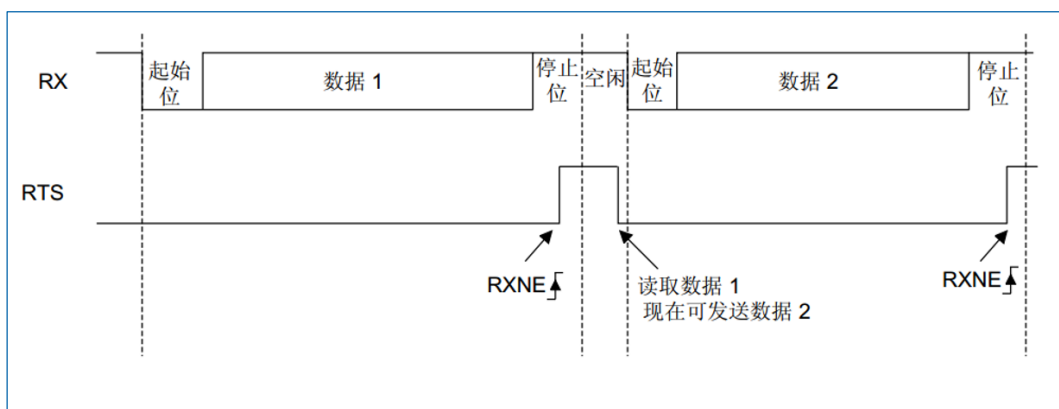 RX
起始
位
数据 1
停止
位
空闲
起始
位
数据 2
停止
位
RTS
RXNE
读取数据 1
现在可发送数据 2
RXNE